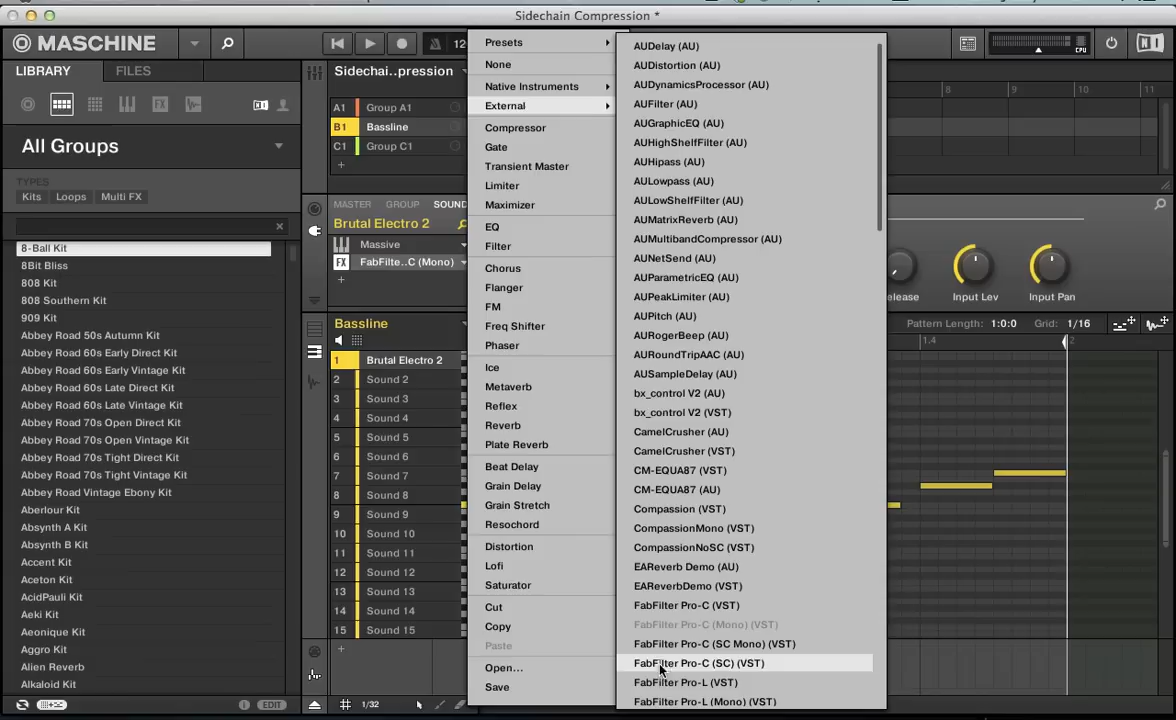 Sidechain Compression *
MASCHINE
12
LIBRARY
FILES
All Groups
TYPES
Kits
Loops
Multi FX
8-Ball Kit
8Bit Bliss
808 Kit
808 Southern Kit
909 Kit
Abbey Road 50s Autumn Kit
Abbey Road 60s Early Direct Kit
Abbey Road 60s Early Vintage Kit
Abbey Road 60s Late Direct Kit
Abbey Road 60s Late Vintage Kit
Abbey Road 70s Direct Kit
Abbey Road 70s Open Vintage Kit
Abbey Road 70s Tight Direct Kit
Abbey Road 70s Tight Vintage Kit
Abbey Road Vintage Ebony Kit
Aberlour Kit
Absynth A Kit
Absynth B Kit
Accent Kit
Aceton Kit
AcidPauli Kit
Aeki Kit
Aeonique Kit
Aggro Kit
Alien Rebirth
Alkaloid Kit
EDIT
Sidechai..pression
A1 Group A1
B1 Bassline
C1 Group C1
+
MASTER GROUP SOUND
Brutal Electro 2
Massive
FX FabFilte..C (Mono)
+
Bassline
1 Brutal Electro 2
2 Sound 2
3 Sound 3
4 Sound 4
5 Sound 5
6 Sound 6
7 Sound 7
8 Sound 8
9 Sound 9
10 Sound 10
11 Sound 11
12 Sound 12
13 Sound 13
14 Sound 14
15 Sound 15
+
1/32
Presets
None
Native Instruments
External
Compressor
Gate
Transient Master
Limiter
Maximizer
EQ
Filter
Chorus
Flanger
FM
Freq Shifter
Phaser
Ice
Metaverb
Reflex
Reverb
Plate Reverb
Beat Delay
Grain Delay
Grain Stretch
Resochord
Distortion
Lofi
Saturator
Cut
Copy
Paste
Open...
Save
AUDelay (AU)
AUDistortion (AU)
AUDynamicsProcessor (AU)
AUFilter (AU)
AUGraphicEQ (AU)
AUHighShelfFilter (AU)
AUHipass (AU)
AULowpass (AU)
AULowShelfFilter (AU)
AUMatrixReverb (AU)
AUMultibandCompressor (AU)
AUNetSend (AU)
AUParametricEQ (AU)
AUPeakLimiter (AU)
AUPitch (AU)
AURogerBeep (AU)
AURoundTripAAC (AU)
AUSampleDelay (AU)
bx_control V2 (AU)
bx_control V2 (VST)
CamelCrusher (AU)
CamelCrusher (VST)
CM-EQUA87 (VST)
CM-EQUA87 (AU)
Compassion (VST)
CompassionMono (VST)
CompassionNoSC (VST)
EAReverb Demo (AU)
EAReverbDemo (VST)
FabFilter Pro-C (VST)
FabFilter Pro-C (Mono) (VST)
FabFilter Pro-C (SC Mono) (VST)
FabFilter Pro-C (SC) (VST)
FabFilter Pro-L (VST)
FabFilter Pro-L (Mono) (VST)
8 9 10 11
elease
Input Lev
Input Pan
Pattern Length: 1:0:0
Grid: 1/16
1.4
2